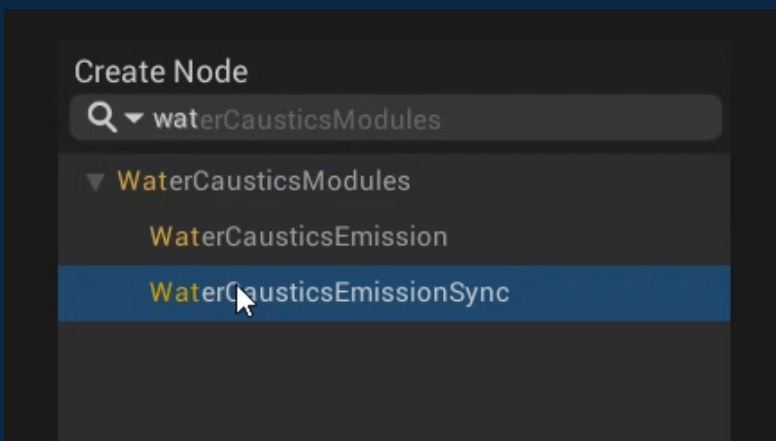 Create Node
waterCausticsModules
WaterCausticsModules
WaterCausticsEmission
WaterCausticsEmissionSync